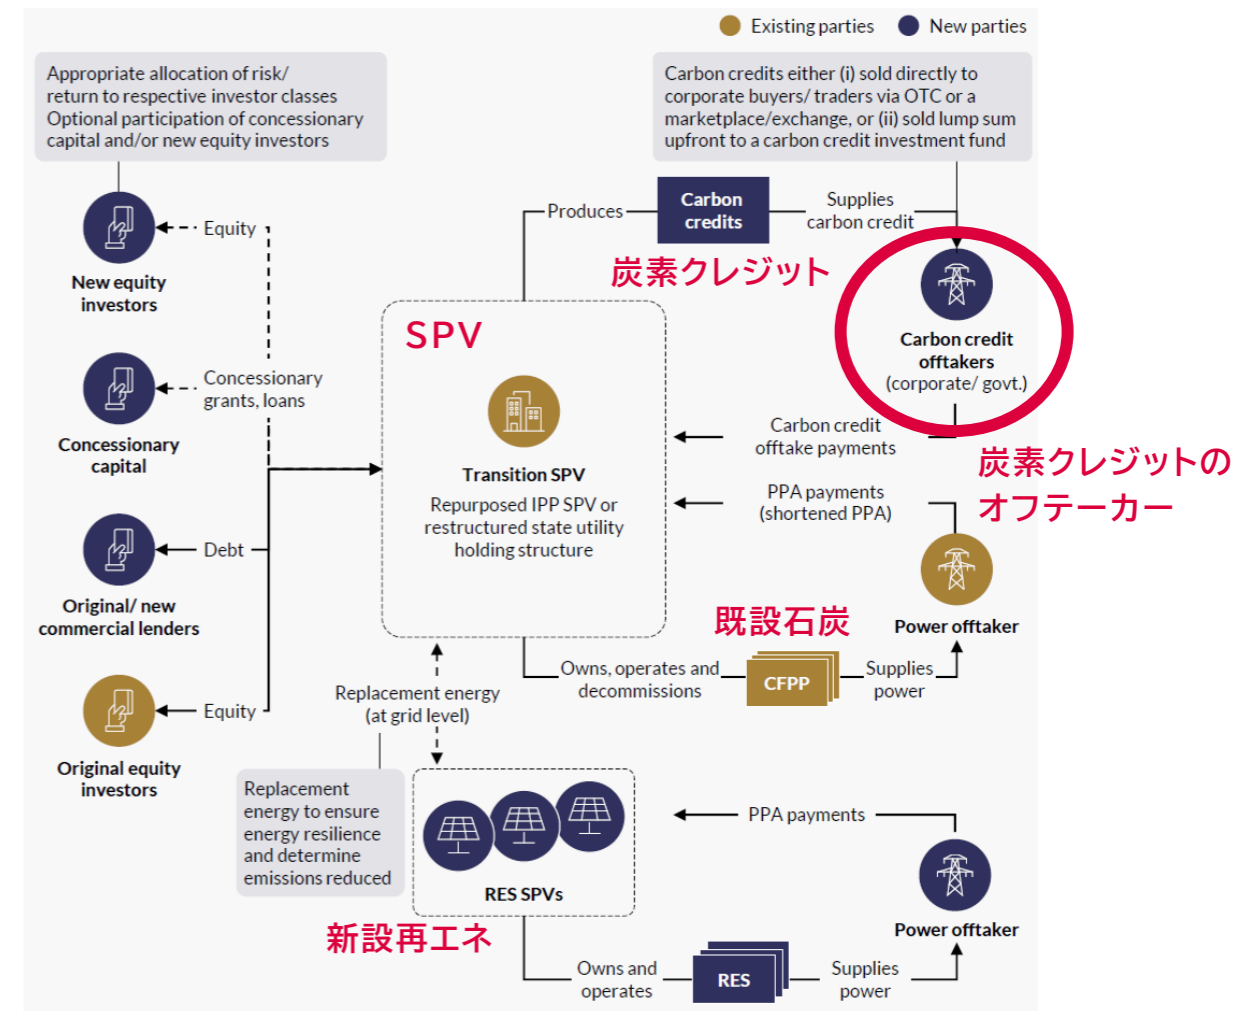 Existing parties
New parties
Appropriate allocation of risk/
return to respective investor classes
Optional participation of concessionary
capital and/or new equity investors
Carbon credits either (i) sold directly to
corporate buyers/ traders via OTC or a
marketplace/exchange, or (ii) sold lump sum
upfront to a carbon credit investment fund
Equity
New equity
investors
Produces
Carbon
credits
Supplies
carbon credit
炭素クレジット
Carbon credit
offtakers
(corporate/ govt.)
SPV
Concessionary
grants, loans
Concessionary
capital
Transition SPV
Repurposed IPP SPV or
restructured state utility
holding structure
Carbon credit
offtake payments
炭素クレジットの
オフテーカー
PPA payments
(shortened PPA)
Debt
Original/ new
commercial lenders
既設石炭
Power offtaker
Owns, operates and
decommissions
CFPP
Supplies
power
Equity
Original equity
investors
Replacement energy
(at grid level)
Replacement
energy to ensure
energy resilience
and determine
emissions reduced
RES SPVs
新設再エネ
PPA payments
Power offtaker
Owns and
operates
RES
Supplies
power